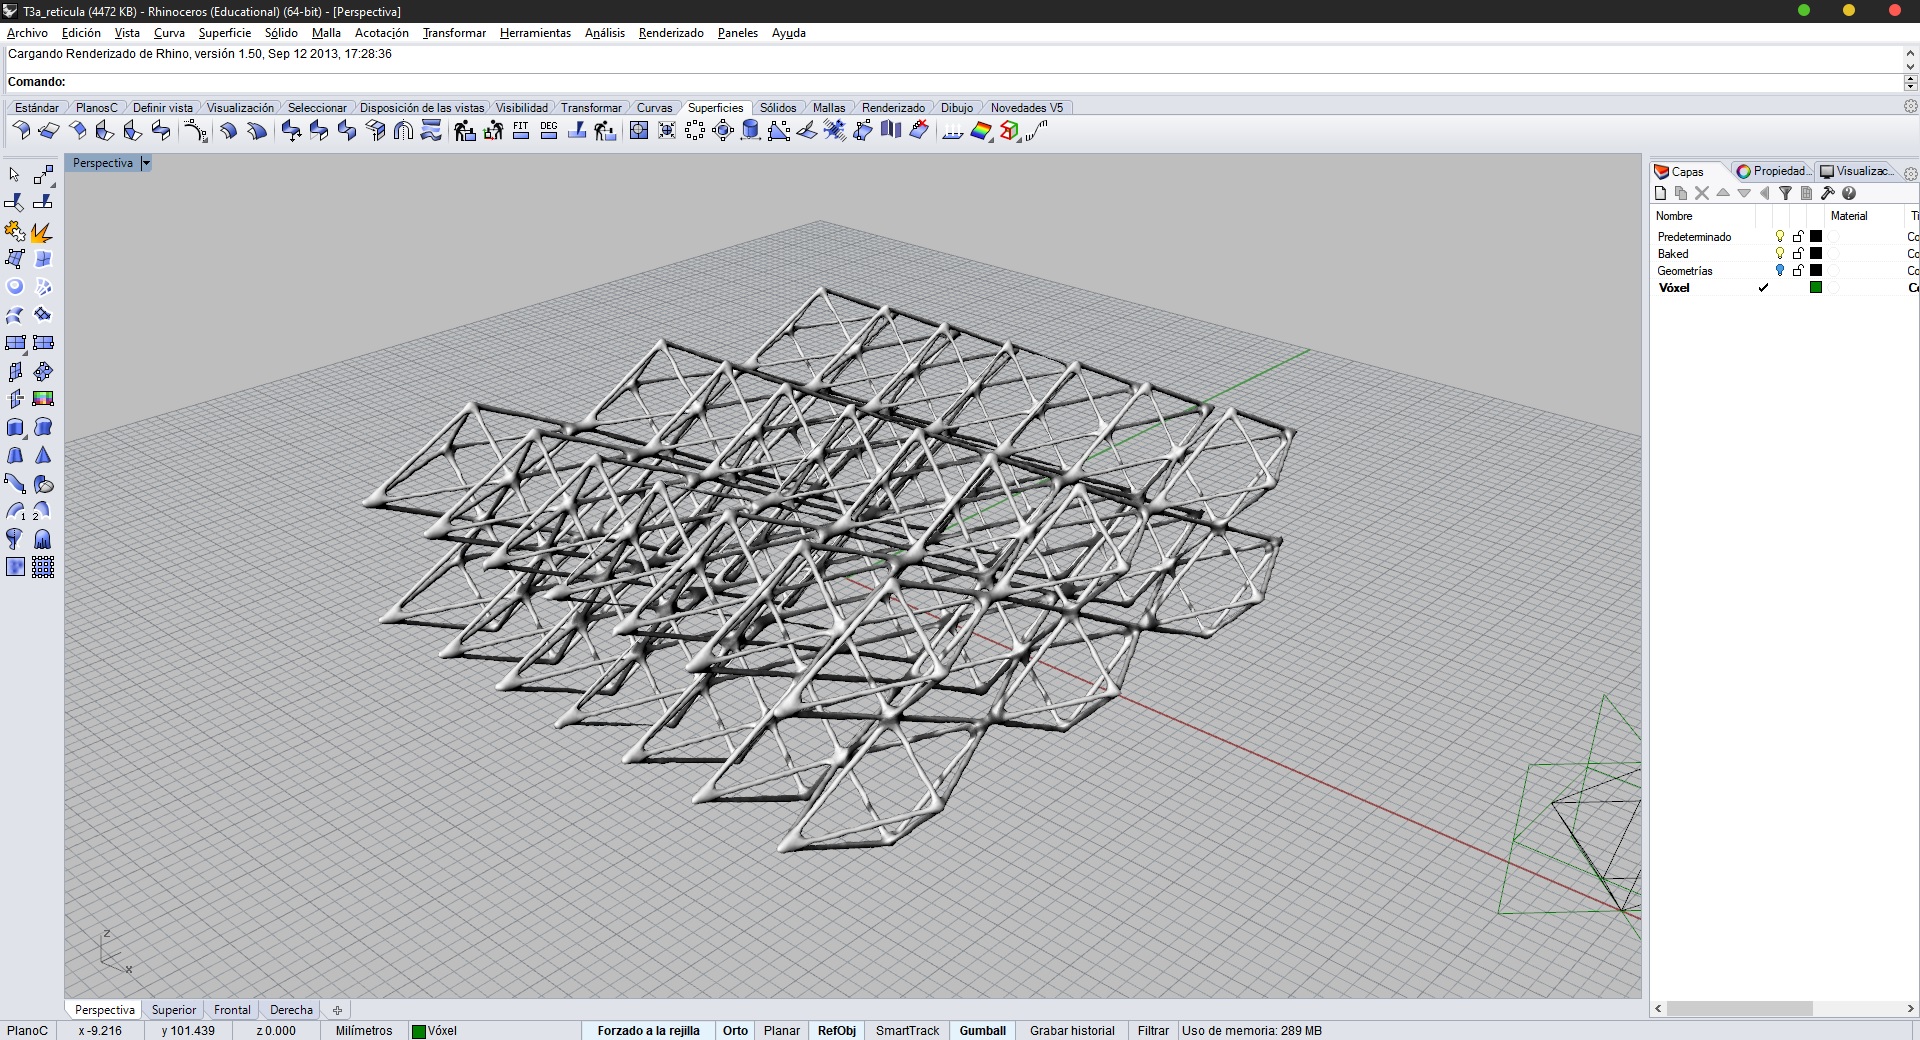 T3a_reticula (4472 KB) - Rhinoceros (Educational) (64-bit) - [Perspectiva]
Archivo Edición Vista Curva Superficie Sólido Malla Acotación Transformar Herramientas Análisis Renderizado Paneles Ayuda
Cargando Renderizado de Rhino, versión 1.50, Sep 12 2013, 17:28:36
Comando:
Estándar PlanosC Definir vista Visualización Seleccionar Disposición de las vistas Visibilidad Transformar Curvas Superficies Sólidos Mallas Renderizado Dibujo Novedades V5
FIT DEG
Perspectiva
Capas Propiedad... Visualizac...
Nombre Material Ti
Predeterminado Co
Baked Co
Geometrías Co
Vóxel Co
1 2
z
x
Perspectiva Superior Frontal Derecha
PlanoC x -9.216 y 101.439 z 0.000 Milímetros Vóxel Forzado a la rejilla Orto Planar RefObj SmartTrack Gumball Grabar historial Filtrar Uso de memoria: 289 MB